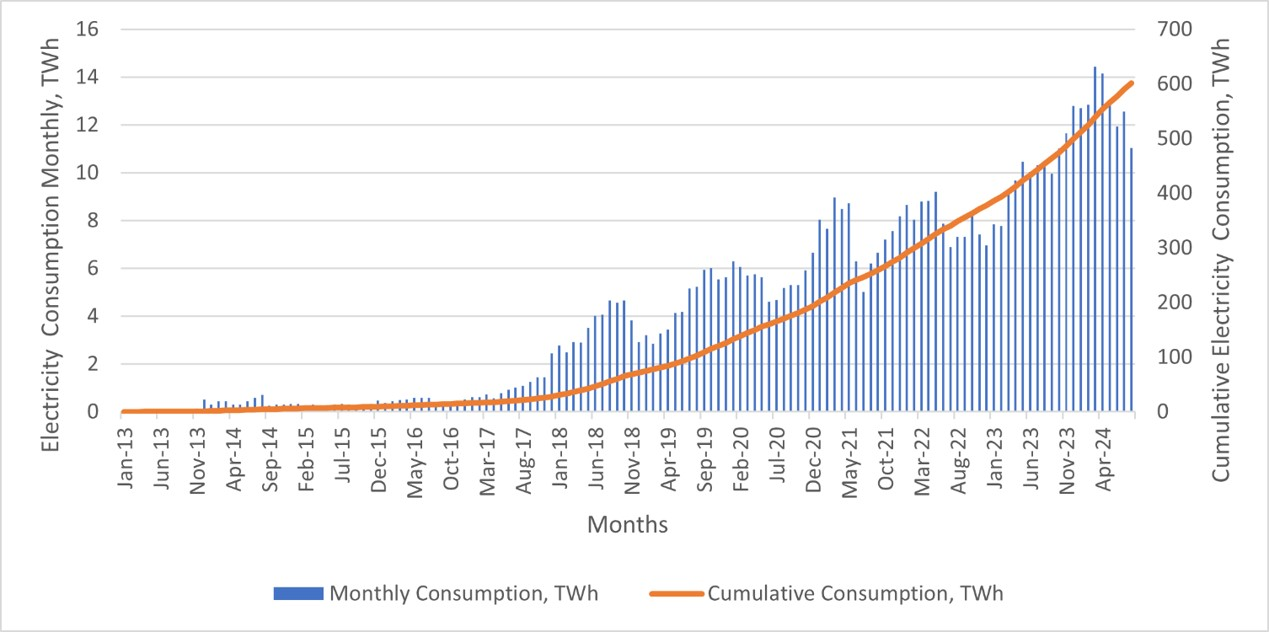 Electricity  Consumption Monthly, TWh
16
14
12
10
8
6
4
2
0
700
600
500
400
300
200
100
0
Cumulative Electricity  Consumption, TWh
Jan-13
Jun-13
Nov-13
Apr-14
Sep-14
Feb-15
Jul-15
Dec-15
May-16
Oct-16
Mar-17
Aug-17
Jan-18
Jun-18
Nov-18
Apr-19
Sep-19
Feb-20
Jul-20
Dec-20
May-21
Oct-21
Mar-22
Aug-22
Jan-23
Jun-23
Nov-23
Apr-24
Months
Monthly Consumption, TWh
Cumulative Consumption, TWh